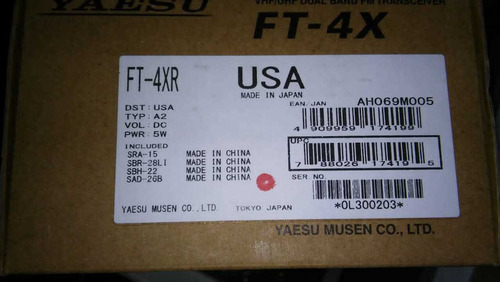 YAESU
VHF/UHF DUAL BAND FM TRANSCEIVER
FT-4X
FT-4XR
USA
MADE IN JAPAN
DST: USA
TYP: A2
VOL: DC
PWR: 5W
INCLUDED
SRA-15 MADE IN CHINA
SBR-28LI MADE IN CHINA
SBH-22 MADE IN CHINA
SAD-26B MADE IN CHINA
EAN. JAN AH069M005
4 909959 174199
UPC
7 88026 17419 5
SER NO.
*0L300203*
YAESU MUSEN CO., LTD. TOKYO JAPAN
YAESU MUSEN CO., LTD.